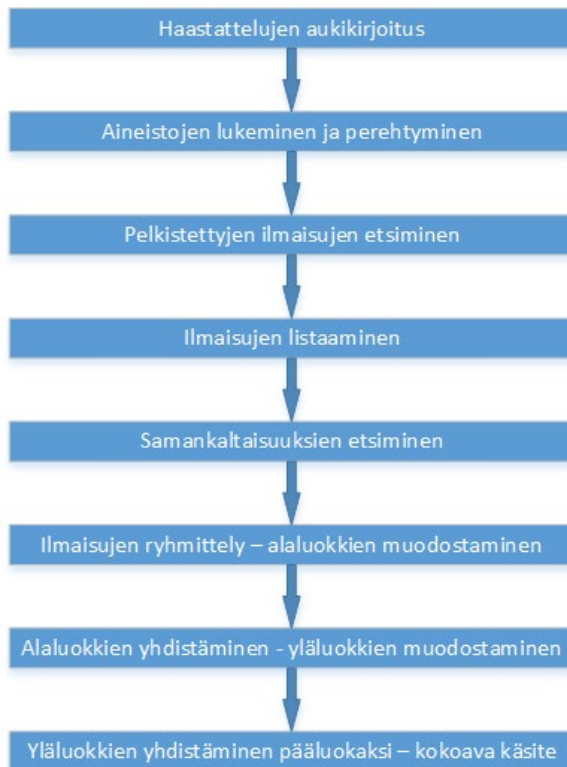 Haastattelujen aukikirjoitus
Aineistojen lukeminen ja perehtyminen
Pelkistettyjen ilmaisujen etsiminen
Ilmaisujen listaaminen
Samankaltaisuuksien etsiminen
Ilmaisujen ryhmittely – alaluokkien muodostaminen
Alaluokkien yhdistäminen - yläluokkien muodostaminen
Yläluokkien yhdistäminen pääluokaksi – kokoava käsite